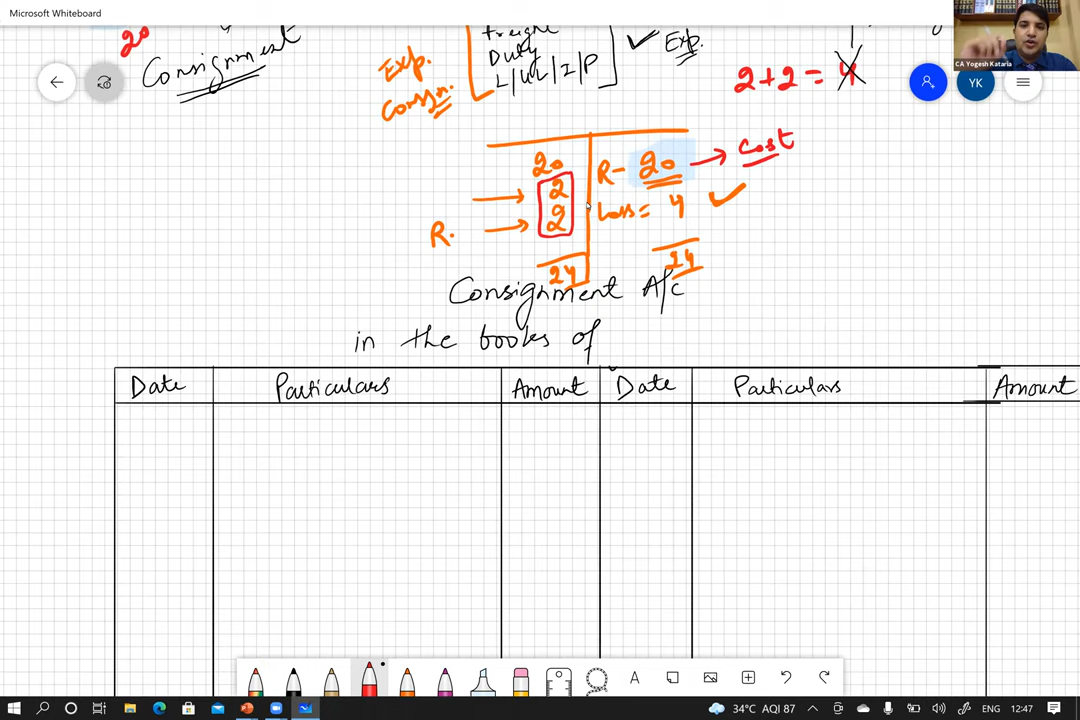 Microsoft Whiteboard
20
Consignment
Freight
Duty
L/UL/I/P
Exp.
Exp.
Consgn.
2+2=4
CA Yogesh Kataria
YK
20
2
2
24
R.
R- 20 → Cost
Loss = 4
24
Consignment A/c
in the books of
Date Particulars Amount Date Particulars Amount
34°C AQI 87
ENG
12:47